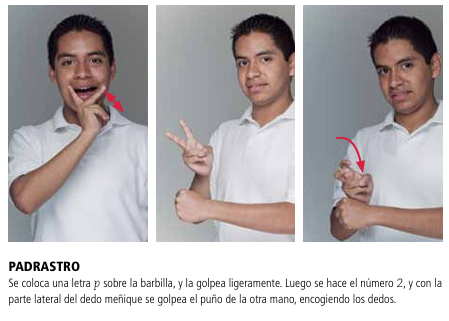 PADRASTRO
Se coloca una letra p sobre la barbilla, y la golpea ligeramente. Luego se hace el número 2, y con la
parte lateral del dedo meñique se golpea el puño de la otra mano, encogiendo los dedos.